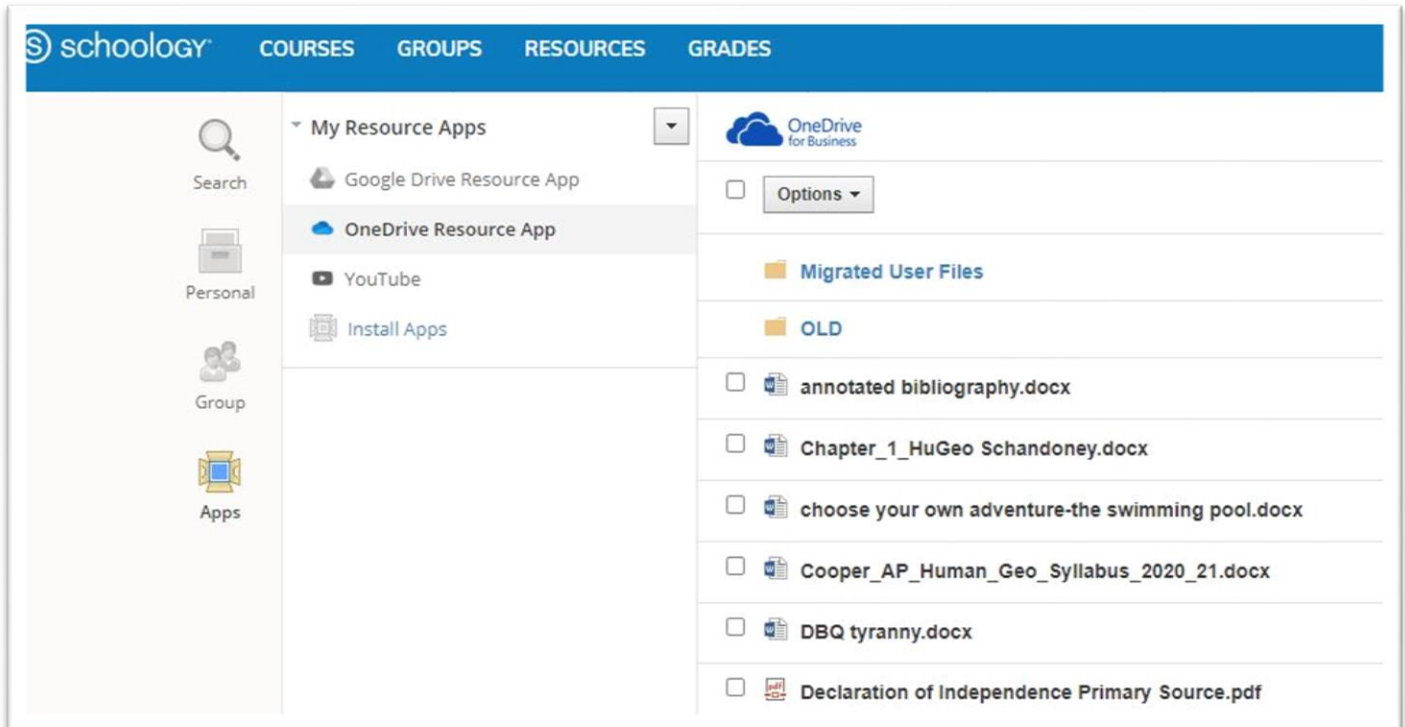 schoology COURSES GROUPS RESOURCES GRADES
Search
Personal
Group
Apps
My Resource Apps
Google Drive Resource App
OneDrive Resource App
YouTube
Install Apps
OneDrive
for Business
Options
Migrated User Files
OLD
annotated bibliography.docx
Chapter_1_HuGeo Schandoney.docx
choose your own adventure-the swimming pool.docx
Cooper_AP_Human_Geo_Syllabus_2020_21.docx
DBQ tyranny.docx
pdf
Declaration of Independence Primary Source.pdf